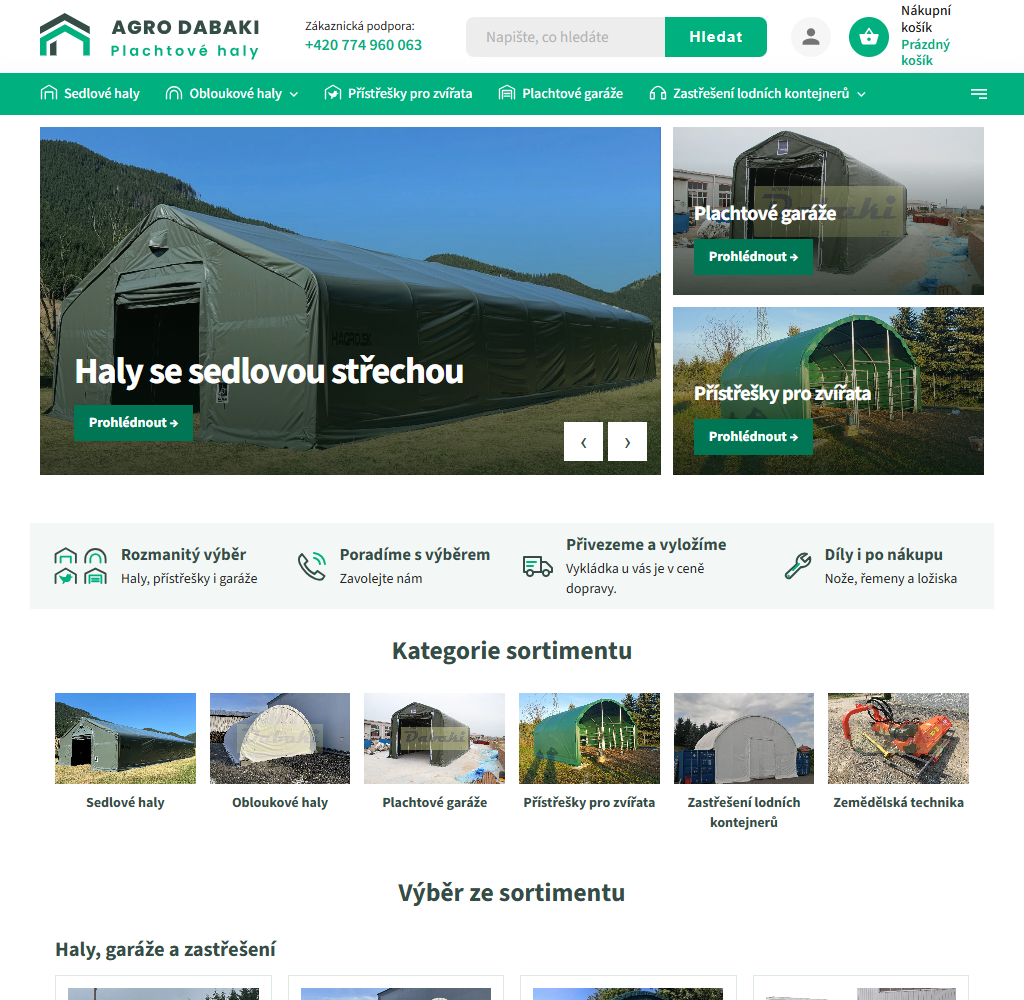 AGRO DABAKI
Plachtové haly
Zákaznická podpora:
+420 774 960 063
Napište, co hledáte
Hledat
Nákupní
košík
Prázdný
košík
Sedlové haly
Obloukové haly
Přístřešky pro zvířata
Plachtové garáže
Zastřešení lodních kontejnerů
HAGRO.SK
Haly se sedlovou střechou
Prohlédnout →
‹ ›
Dabaki
Plachtové garáže
Prohlédnout →
Přístřešky pro zvířata
Prohlédnout →
Rozmanitý výběr
Haly, přístřešky i garáže
Poradíme s výběrem
Zavolejte nám
Přivezeme a vyložíme
Vykládka u vás je v ceně
dopravy.
Díly i po nákupu
Nože, řemeny a ložiska
Kategorie sortimentu
Sedlové haly
Obloukové haly
Plachtové garáže
Přístřešky pro zvířata
Zastřešení lodních
kontejnerů
Zemědělská technika
Výběr ze sortimentu
Haly, garáže a zastřešení